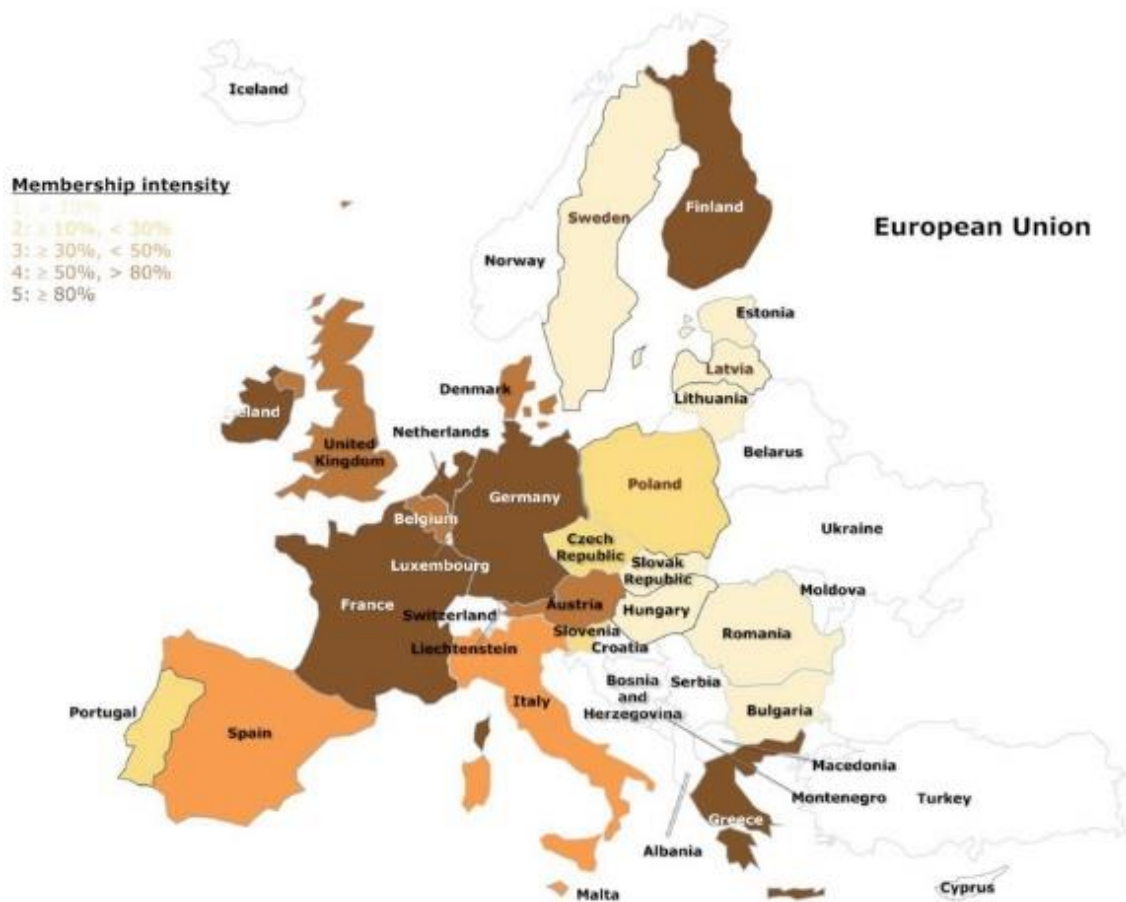 Iceland
Membership intensity
1: ≥ 10%
2: ≥ 10%, < 30%
3: ≥ 30%, < 50%
4: ≥ 50%, > 80%
5: ≥ 80%
European Union
Finland
Sweden
Norway
Estonia
Latvia
Lithuania
Denmark
Ireland
Netherlands
United
Kingdom
Belarus
Poland
Germany
Belgium
Ukraine
Czech
Republic
Slovak
Republic
Luxembourg
Moldova
France
Austria
Hungary
Switzerland
Romania
Slovenia
Croatia
Liechtenstein
Bosnia
and
Herzegovina
Serbia
Italy
Portugal
Spain
Bulgaria
Macedonia
Montenegro
Turkey
Greece
Albania
Malta
Cyprus